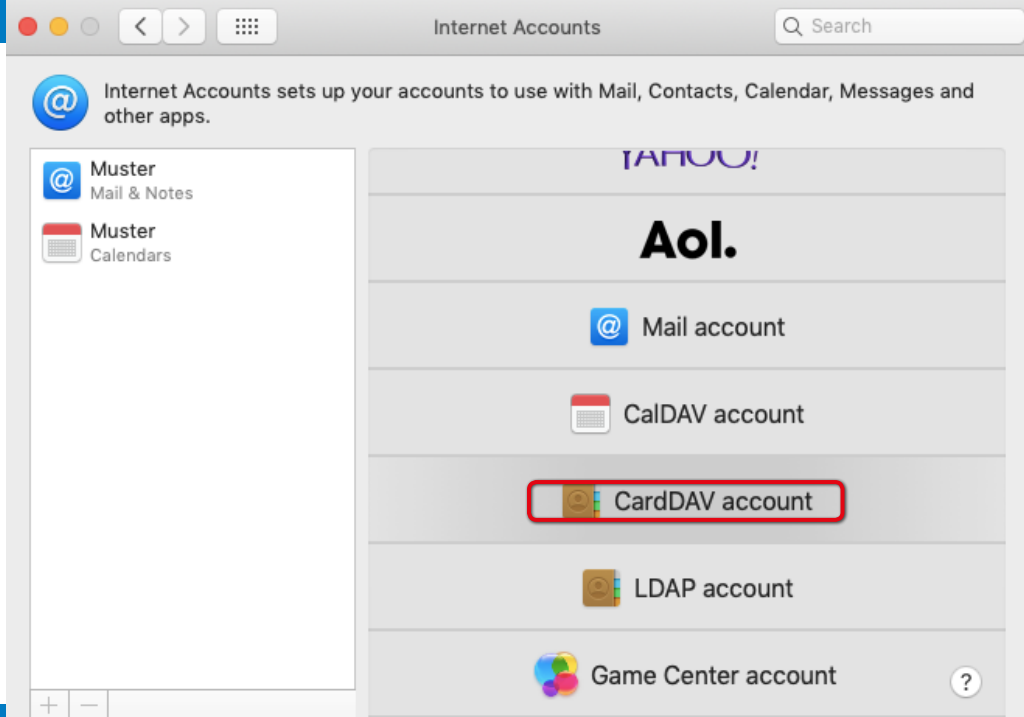 Internet Accounts
Search
Internet Accounts sets up your accounts to use with Mail, Contacts, Calendar, Messages and
other apps.
Muster
Mail & Notes
Muster
Calendars
YAHOO!
Aol.
Mail account
CalDAV account
CardDAV account
LDAP account
Game Center account
?